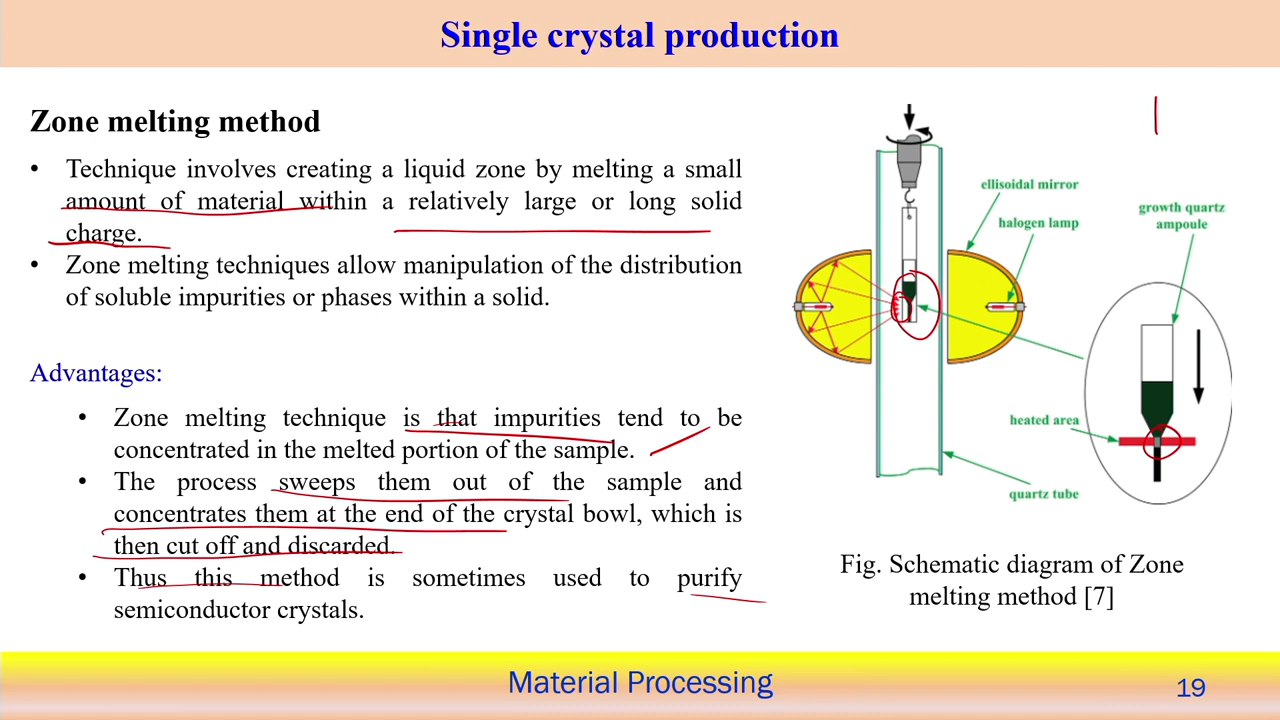 Single crystal production
Zone melting method
• Technique involves creating a liquid zone by melting a small
amount of material within a relatively large or long solid
charge.
• Zone melting techniques allow manipulation of the distribution
of soluble impurities or phases within a solid.
Advantages:
• Zone melting technique is that impurities tend to be
concentrated in the melted portion of the sample.
• The process sweeps them out of the sample and
concentrates them at the end of the crystal bowl, which is
then cut off and discarded.
• Thus this method is sometimes used to purify
semiconductor crystals.
ellisoidal mirror
halogen lamp
growth quartz
ampoule
heated area
quartz tube
Fig. Schematic diagram of Zone
melting method [7]
Material Processing
19